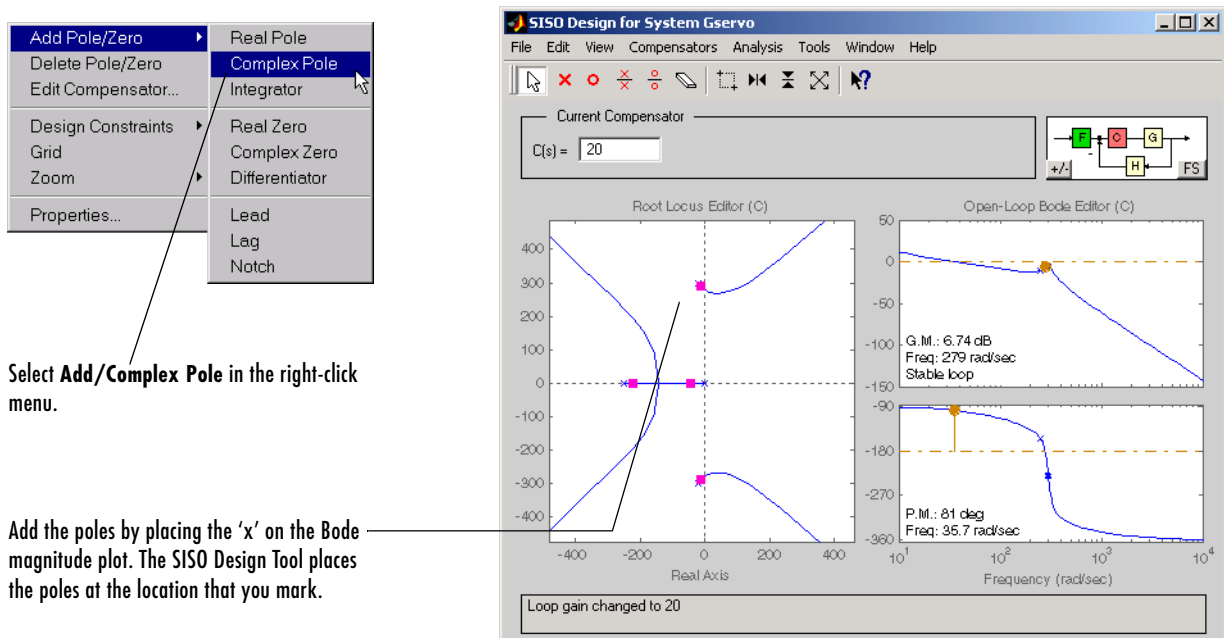 Add Pole/Zero
Delete Pole/Zero
Edit Compensator...
Design Constraints
Grid
Zoom
Properties...
Real Pole
Complex Pole
Integrator
Real Zero
Complex Zero
Differentiator
Lead
Lag
Notch
Select Add/Complex Pole in the right-click
menu.
Add the poles by placing the ‘x’ on the Bode
magnitude plot. The SISO Design Tool places
the poles at the location that you mark.
SISO Design for System Gservo
File Edit View Compensators Analysis Tools Window Help
Current Compensator
C(s) = 20
F C G
H
+/- FS
Root Locus Editor (C)
400
300
200
100
0
-100
-200
-300
-400
-400 -200 0 200 400
Real Axis
Open-Loop Bode Editor (C)
50
0
-50
-100
-150
G.M.: 6.74 dB
Freq: 279 rad/sec
Stable loop
-90
-180
-270
-360
P.M.: 81 deg
Freq: 35.7 rad/sec
10^1 10^2 10^3 10^4
Frequency (rad/sec)
Loop gain changed to 20